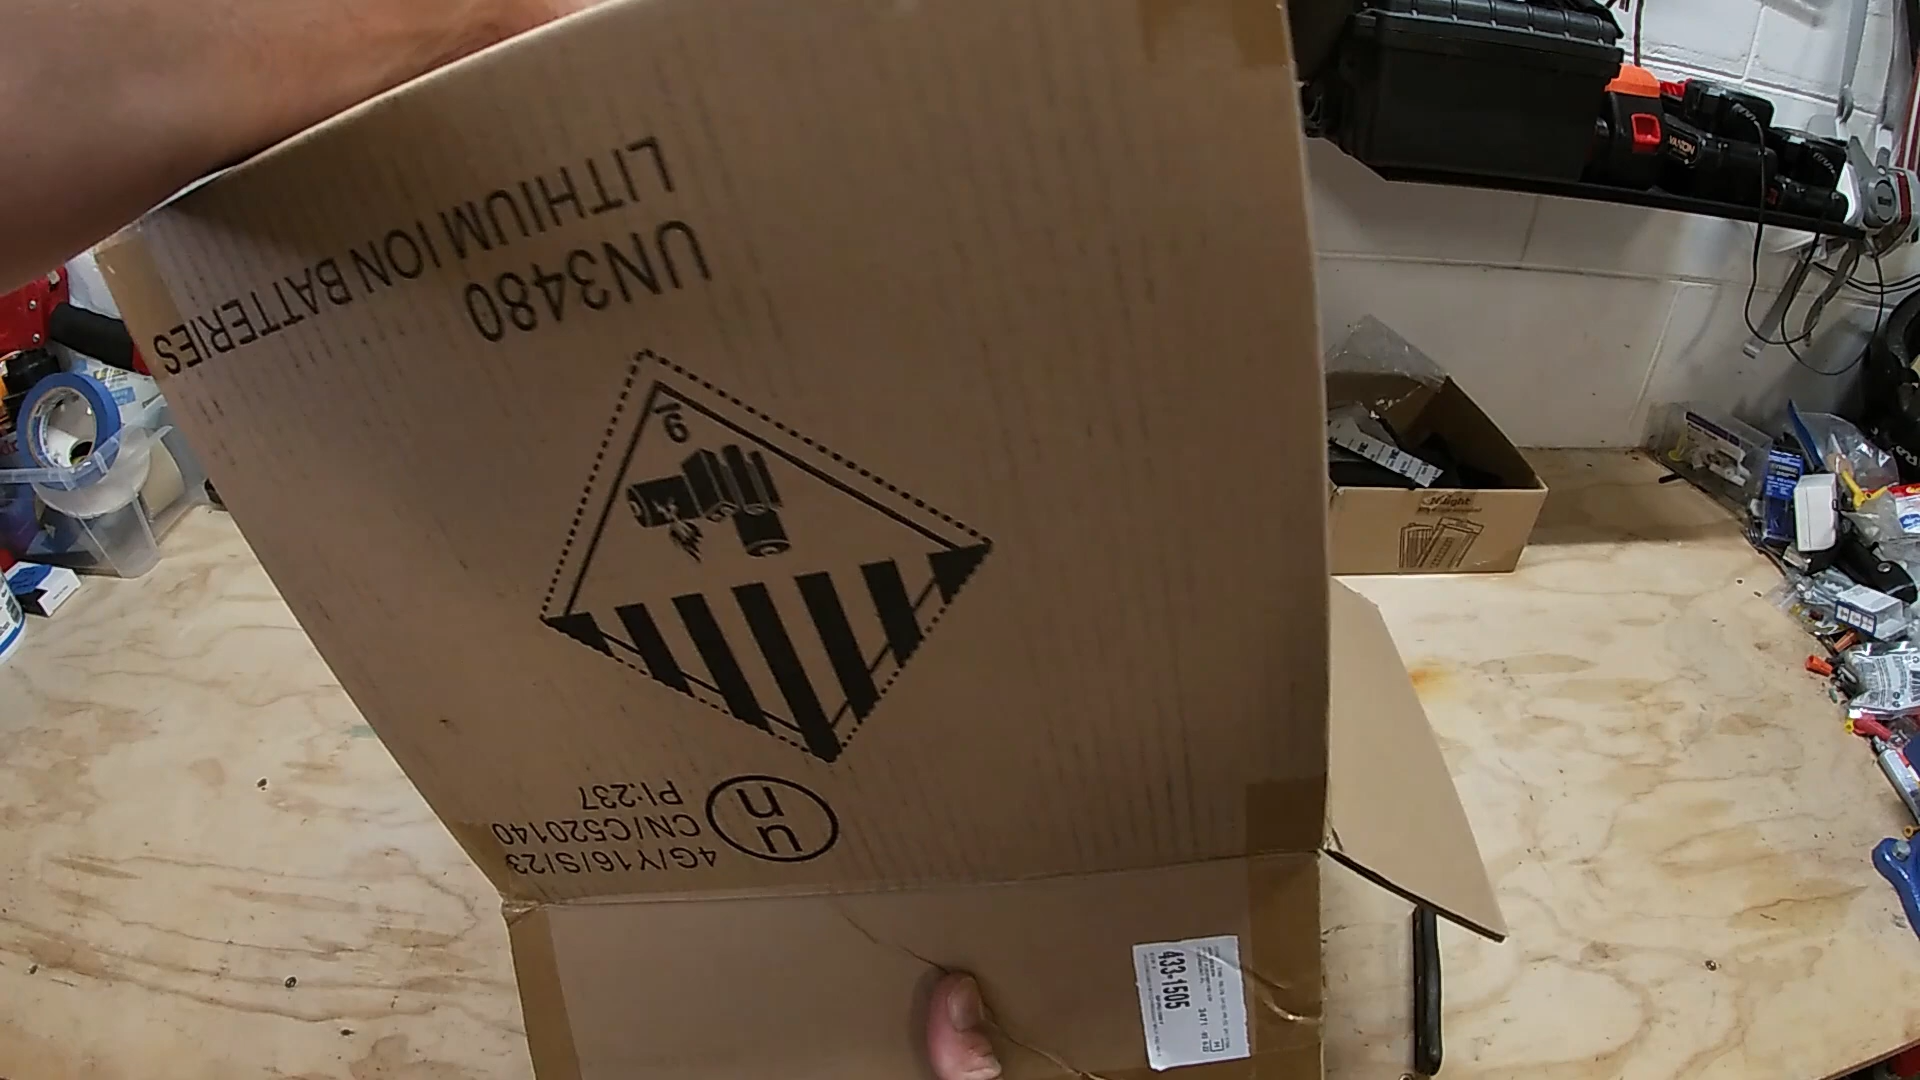 LITHIUM ION BATTERIES
UN3480
9
u
n
4G/Y16/S/23
CN/C520140
PI:237
433-1505